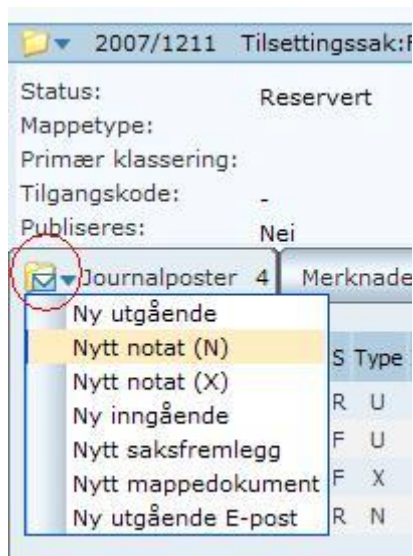 2007/1211 Tilsettingssak:F
Status: Reservert
Mappetype:
Primær klassering:
Tilgangskode: -
Publiseres: Nei
Journalposter 4 Merknade
Ny utgående
Nytt notat (N)
S Type
Nytt notat (X)
R U
Ny inngående
F U
Nytt saksfremlegg
F X
Nytt mappedokument
Ny utgående E-post R N